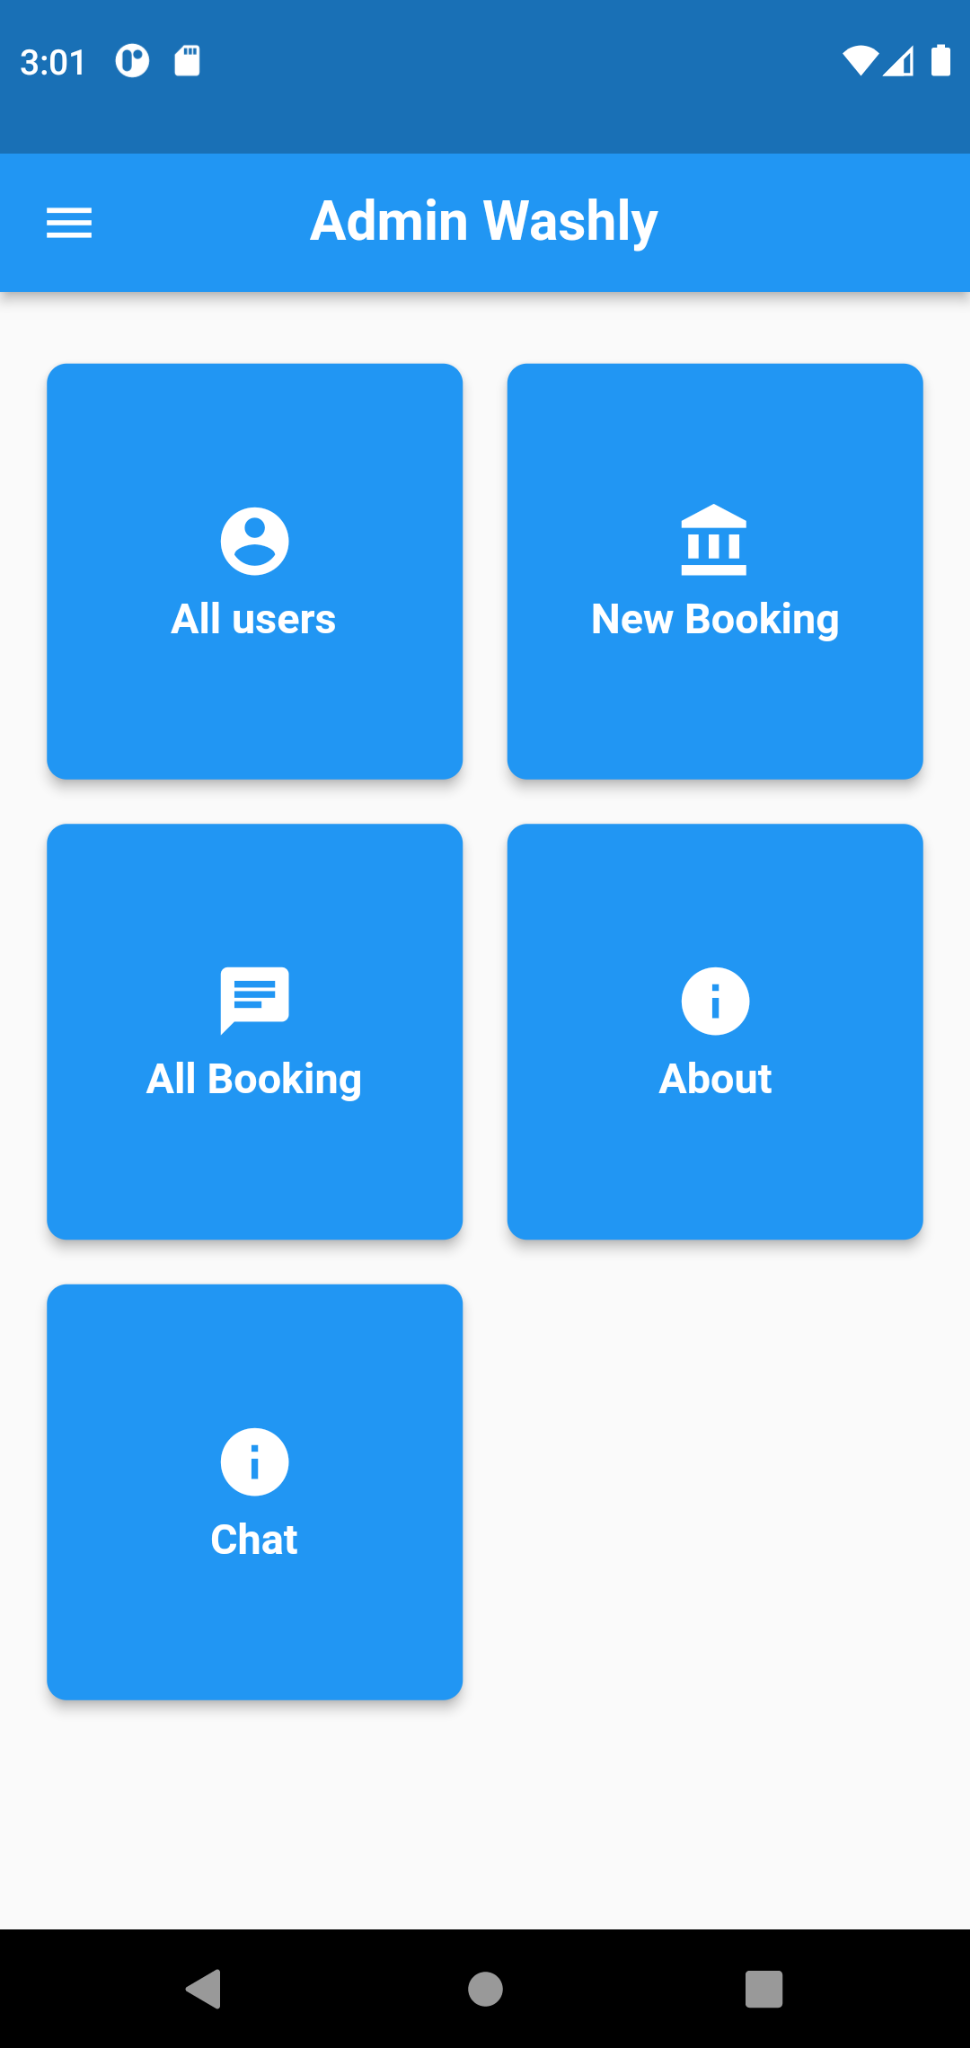 3:01
Admin Washly
All users
New Booking
All Booking
About
Chat